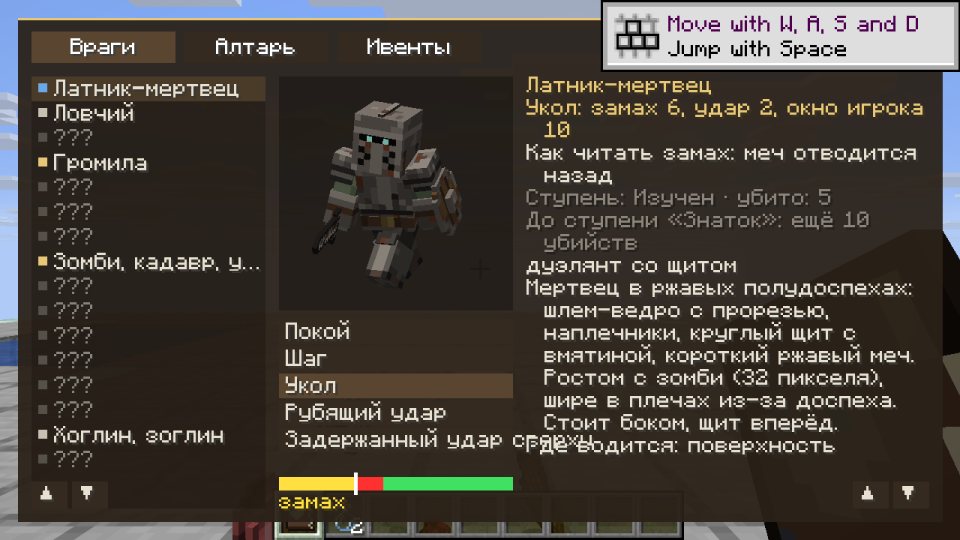 Враги
Алтарь
Ивенты
Move with W, A, S and D
Jump with Space
Латник-мертвец
Ловчий
???
Громила
???
???
???
Зомби, кадавр, у...
???
???
???
???
???
???
Хоглин, зоглин
???
Покой
Шаг
Укол
Рубящий удар
Задержанный удар сверху
замах
Латник-мертвец
Укол: замах 6, удар 2, окно игрока
10
Как читать замах: меч отводится
назад
Ступень: Изучен · убито: 5
До ступени «Знаток»: ещё 10
убийств
дуэлянт со щитом
Мертвец в ржавых полудоспехах:
шлем-ведро с прорезью,
наплечники, круглый щит с
вмятиной, короткий ржавый меч.
Ростом с зомби (32 пикселя),
шире в плечах из-за доспеха.
Стоит боком, щит вперёд.
Где водится: поверхность
2